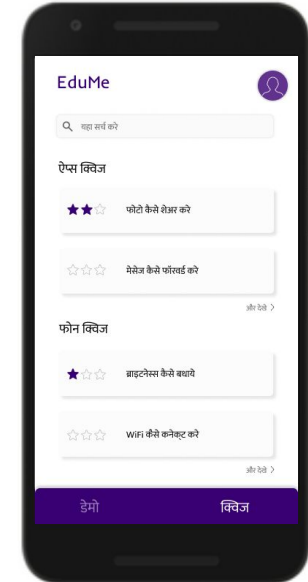 EduMe
यहा सर्च करे
ऐप्स क्विज
फोटो कैसे शेअर करे
मेसेज कैसे फॉरवर्ड करे
और देखे >
फोन क्विज
ब्राइटनेस्स कैसे बधाये
WiFi कैसे कनेक्ट करे
और देखे >
डेमो क्विज